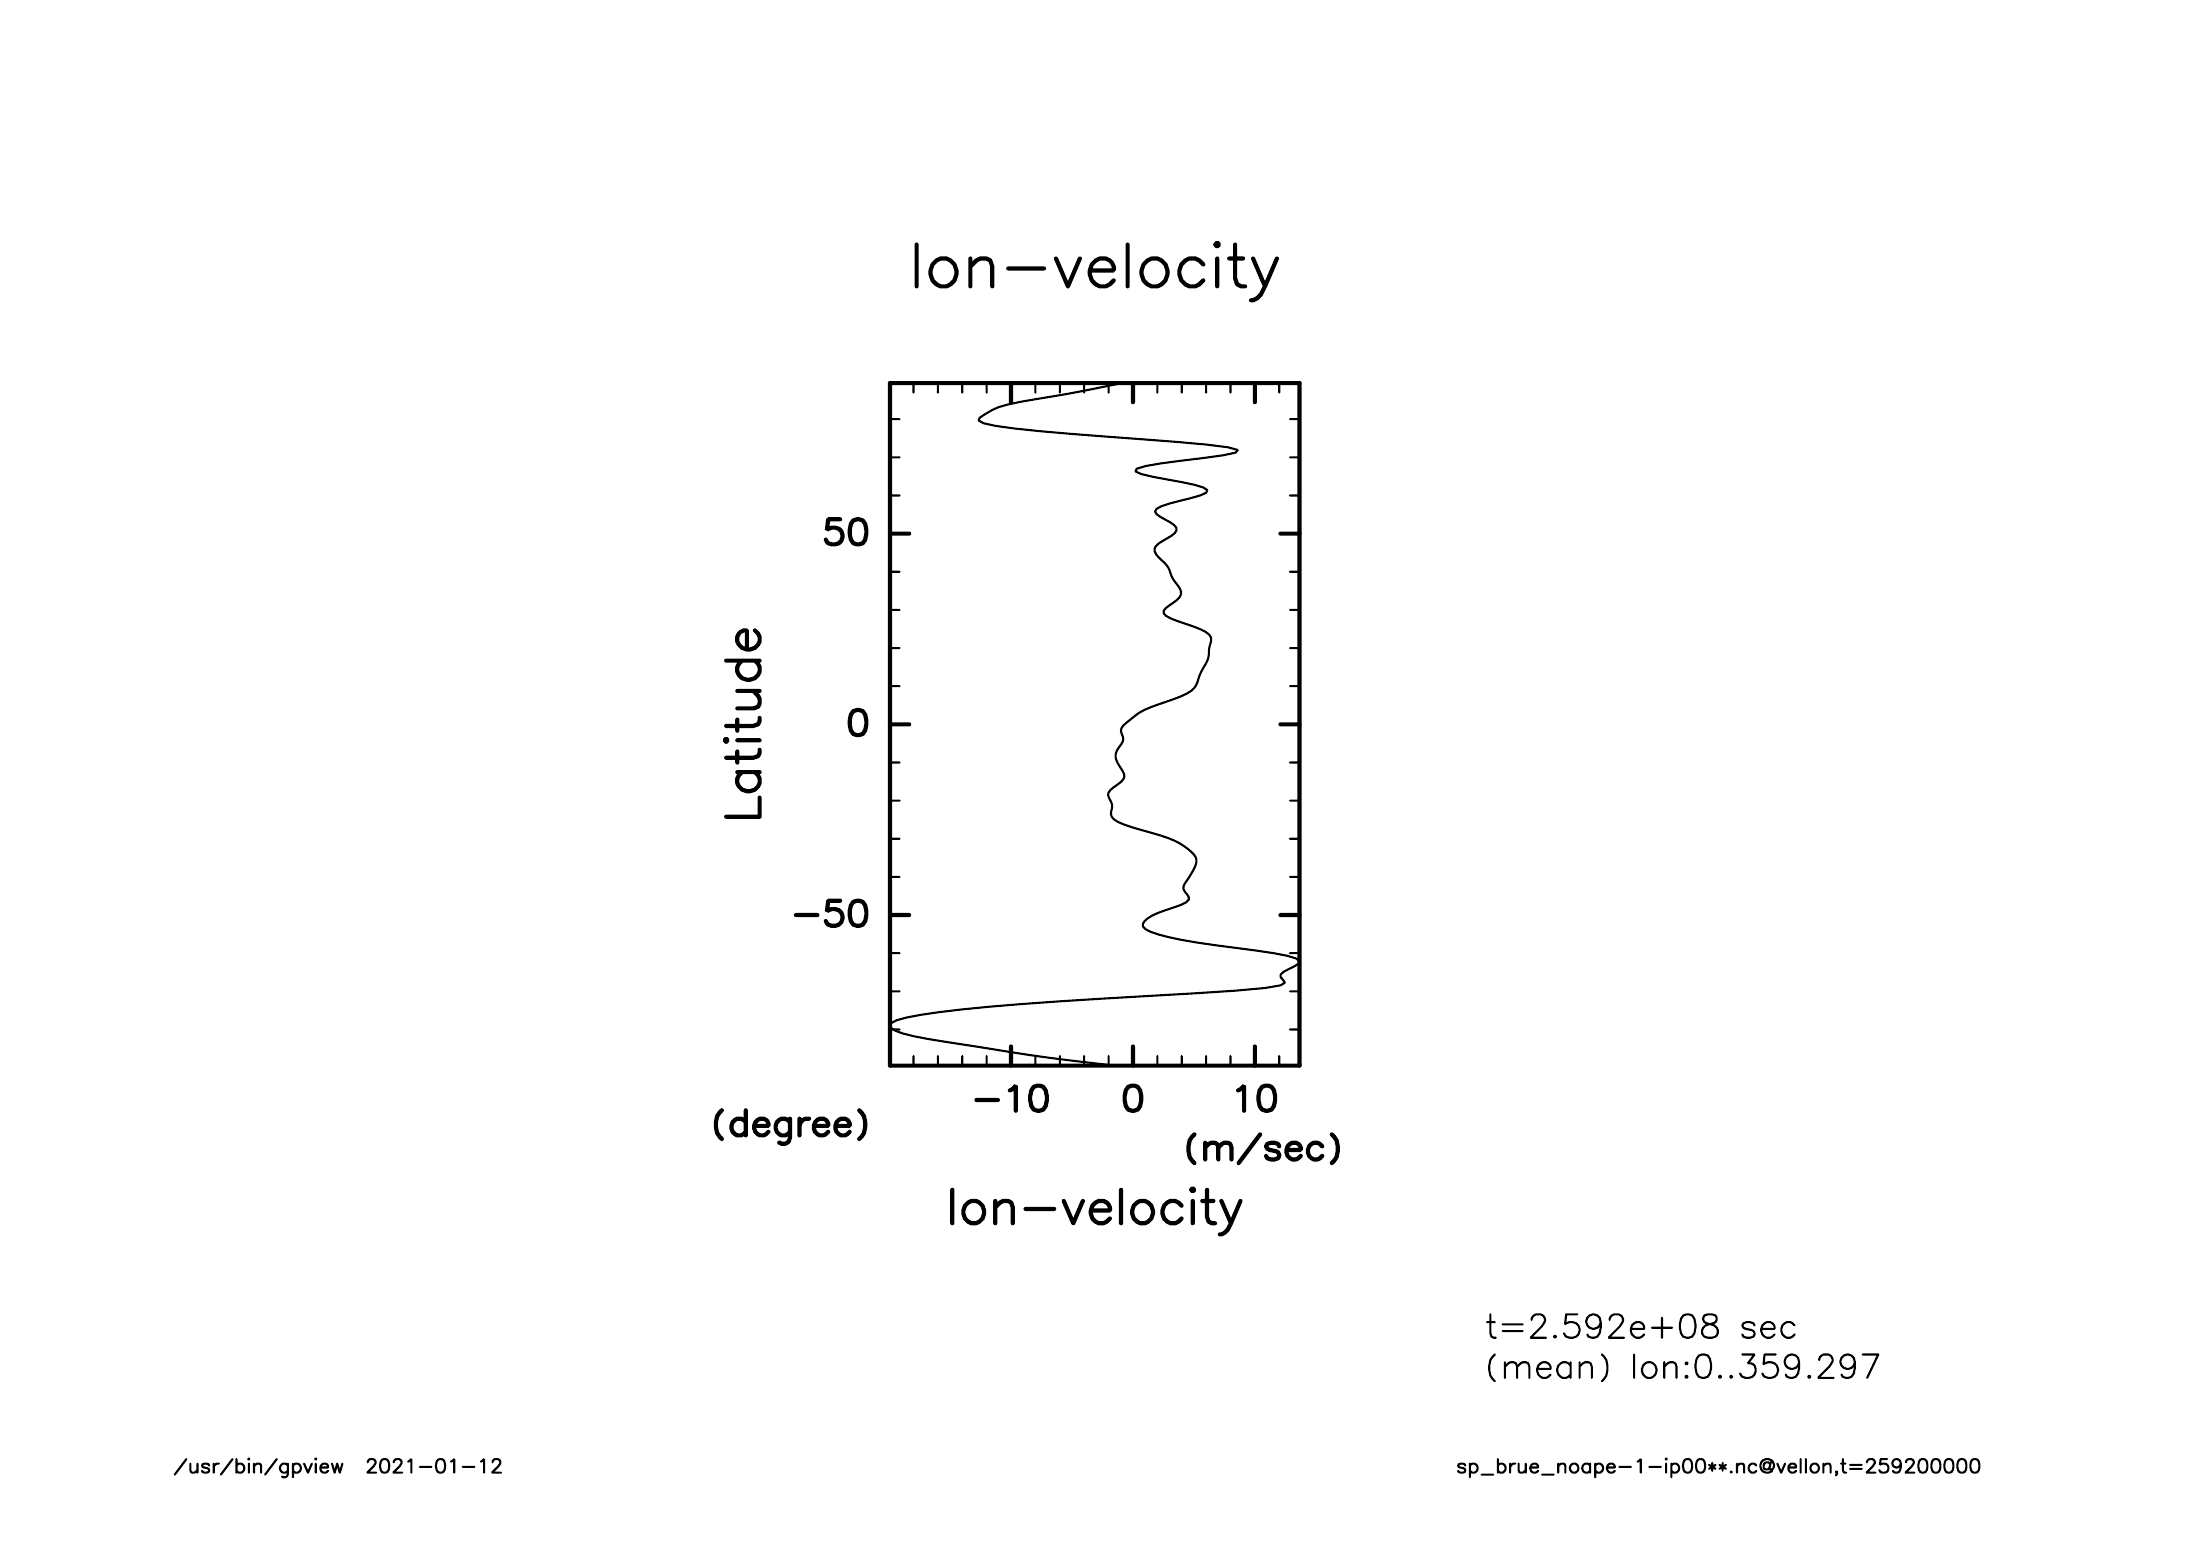 lon-velocity
50
0
-50
Latitude
-10 0 10
(degree)
(m/sec)
lon-velocity
t=2.592e+08 sec
(mean) lon:0..359.297
/usr/bin/gpview 2021-01-12
sp_brue_noape-1-ip00**.nc@vellon,t=259200000